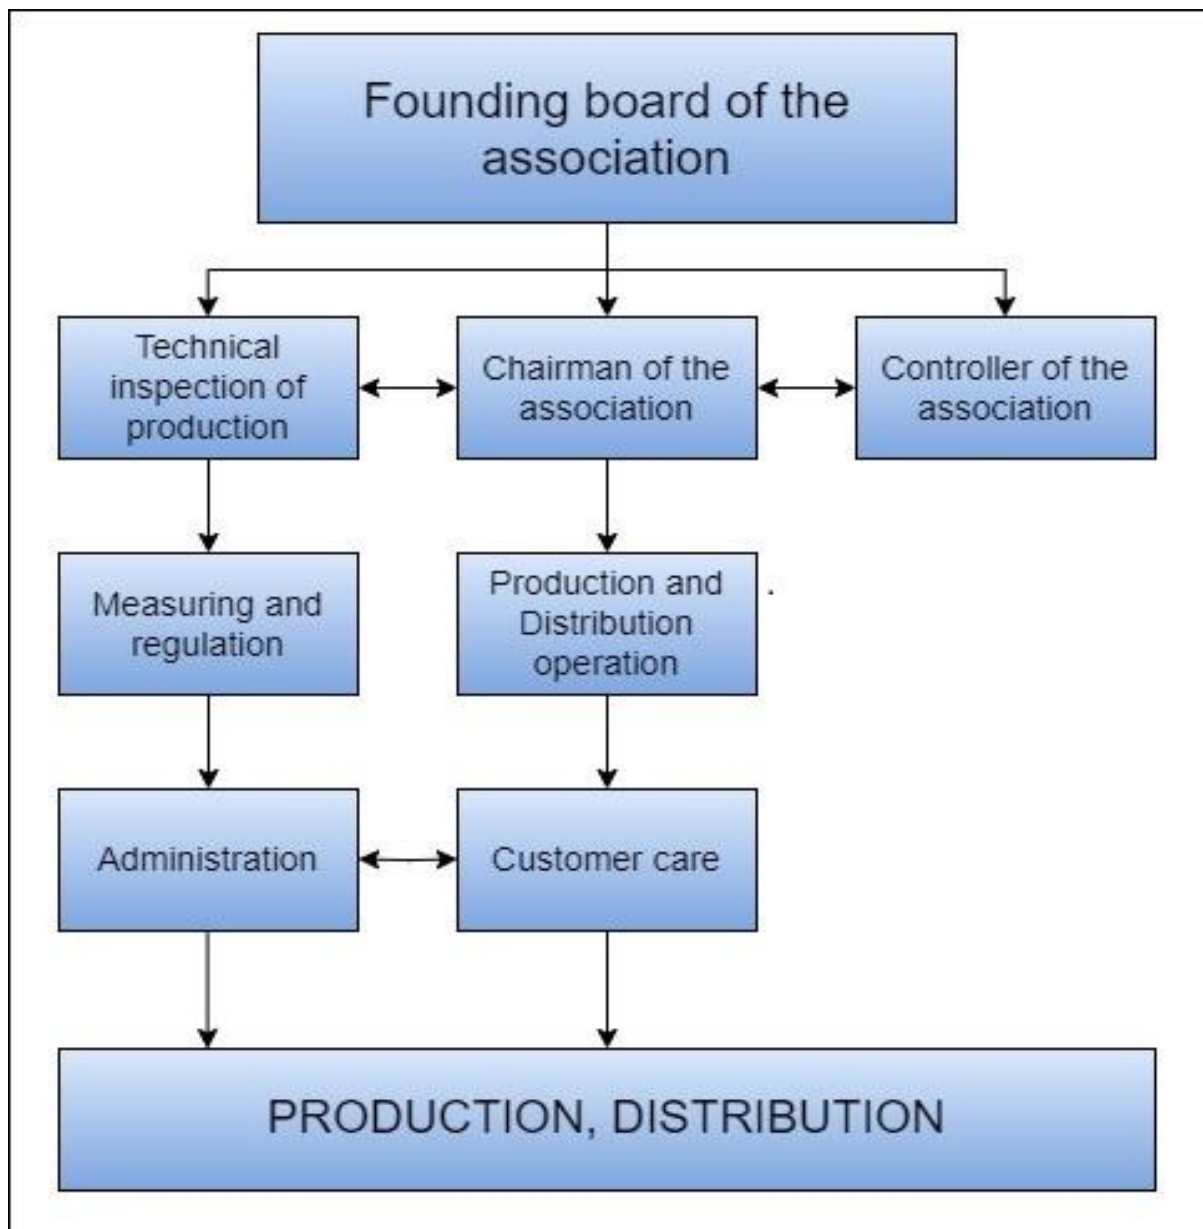 Founding board of the
association
Technical
inspection of
production
Chairman of the
association
Controller of the
association
Measuring and
regulation
Production and
Distribution
operation
.
Administration
Customer care
PRODUCTION, DISTRIBUTION